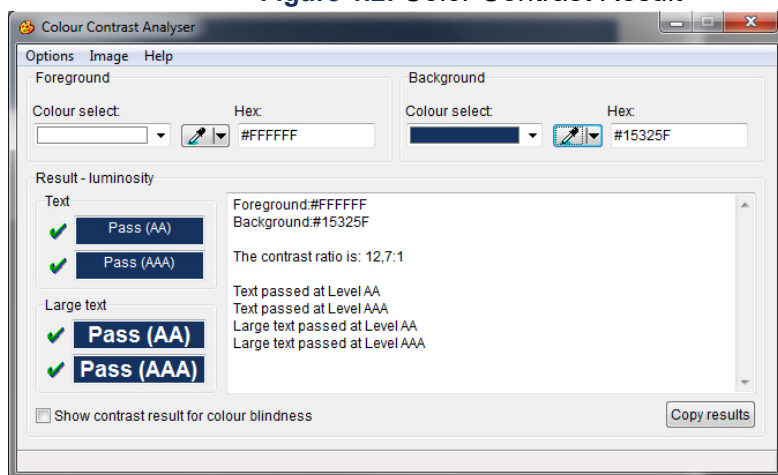 Colour Contrast Analyser
Options Image Help
Foreground
Background
Colour select:
Hex:
Colour select:
Hex:
#FFFFFF
#15325F
Result - luminosity
Text
Pass (AA)
Pass (AAA)
Large text
Pass (AA)
Pass (AAA)
Foreground:#FFFFFF
Background:#15325F
The contrast ratio is: 12,7:1
Text passed at Level AA
Text passed at Level AAA
Large text passed at Level AA
Large text passed at Level AAA
Show contrast result for colour blindness
Copy results